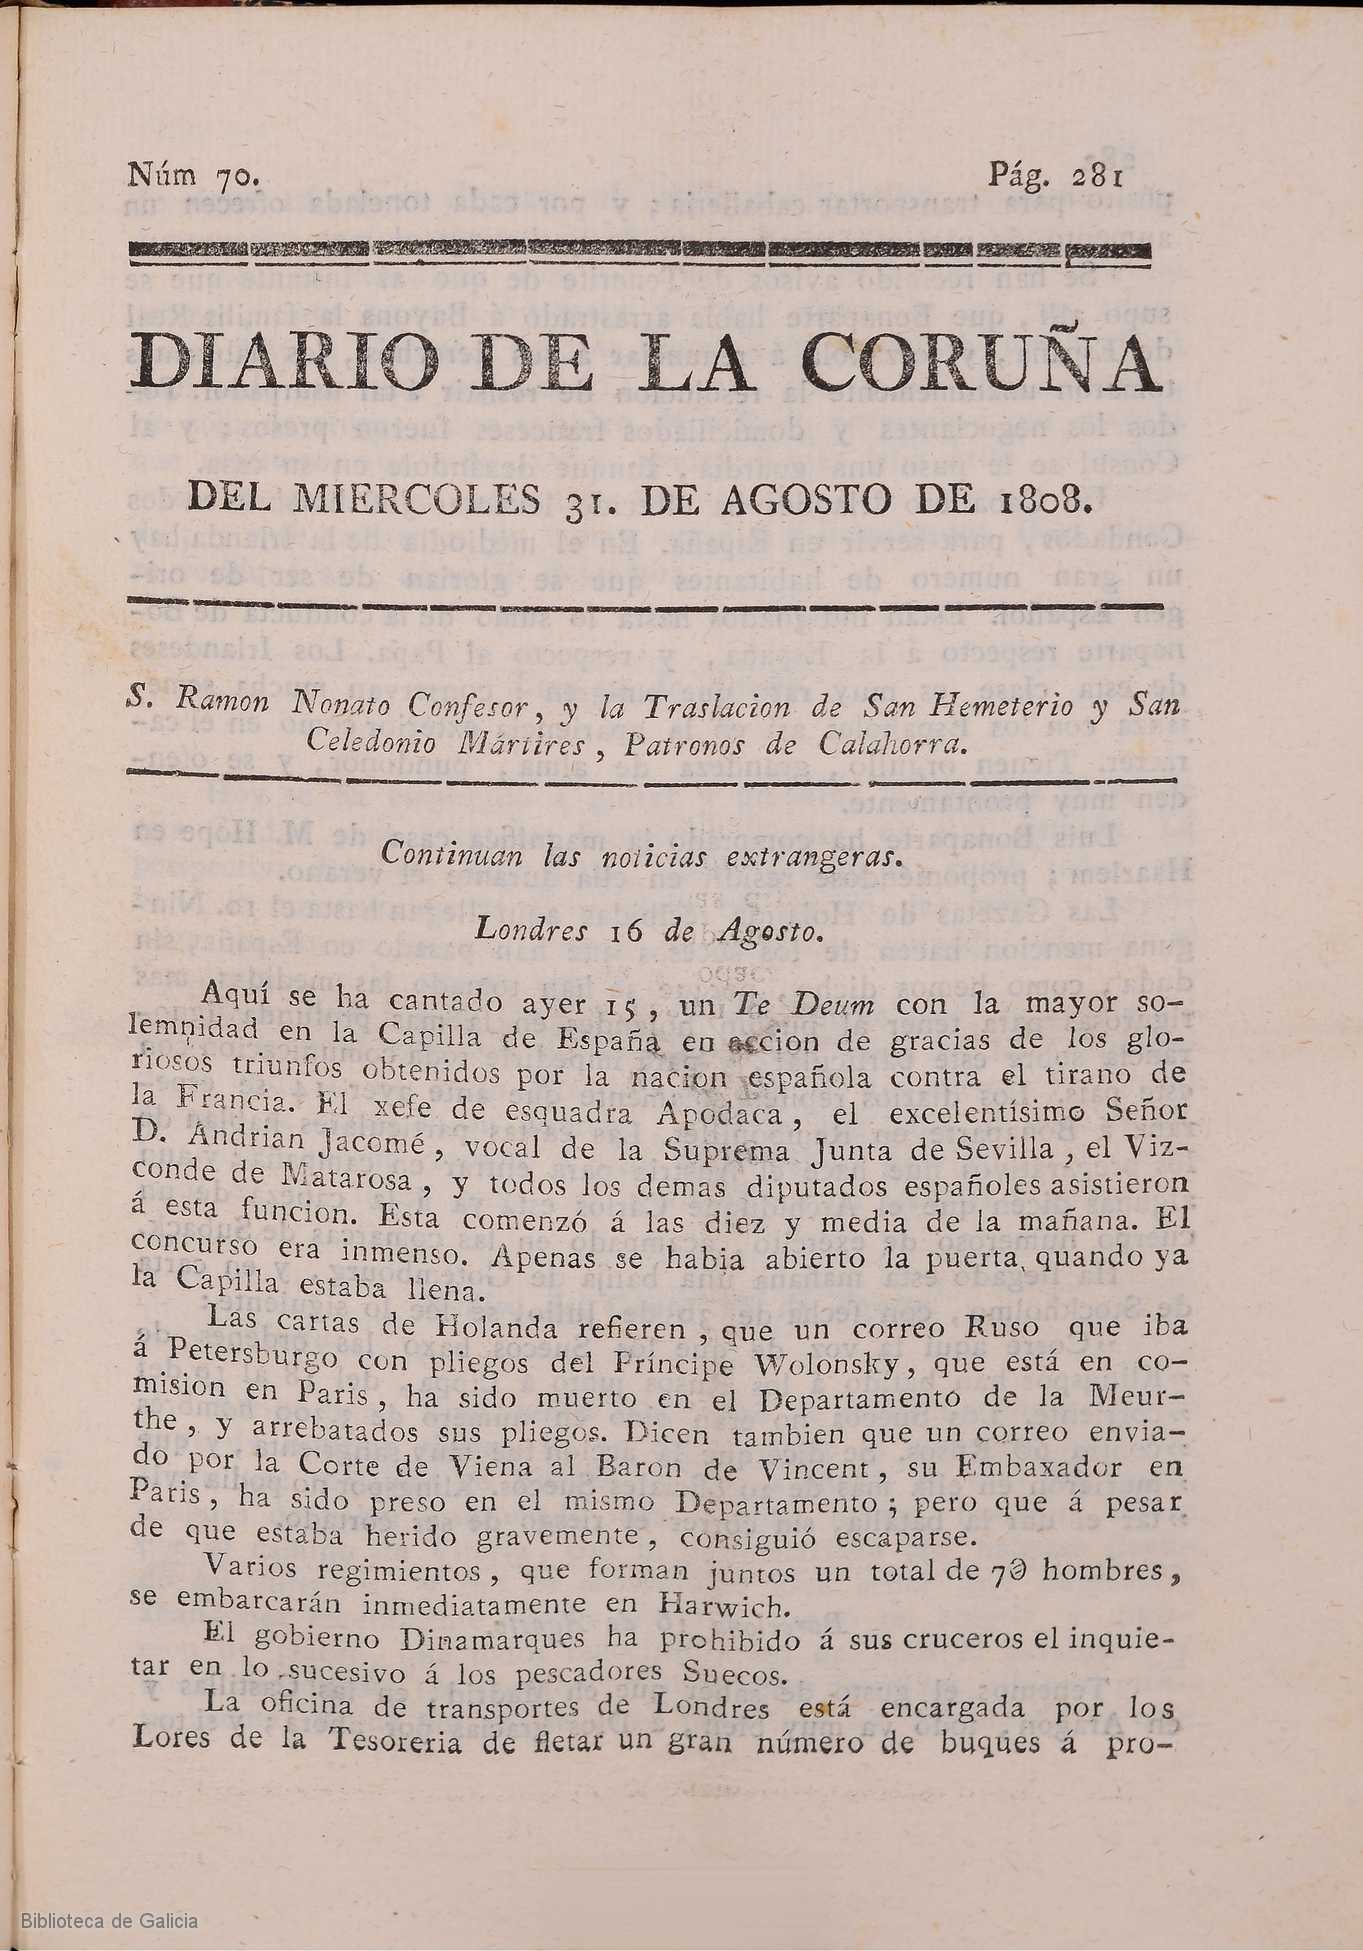 Núm 70. Pág. 281
DIARIO DE LA CORUÑA
DEL MIERCOLES 31. DE AGOSTO DE 1808.
S. Ramon Nonato Confesor, y la Traslacion de San Hemeterio y San
Celedonio Mártires, Patronos de Calahorra.
Continuan las noticias extrangeras.
Londres 16 de Agosto.
Aquí se ha cantado ayer 15, un Te Deum con la mayor so-
lemnidad en la Capilla de España en accion de gracias de los glo-
riosos triunfos obtenidos por la nacion española contra el tirano de
la Francia. El xefe de esquadra Apodaca, el excelentísimo Señor
D. Andrian Jacomé, vocal de la Suprema Junta de Sevilla, el Viz-
conde de Matarosa, y todos los demas diputados españoles asistieron
á esta funcion. Esta comenzó á las diez y media de la mañana. El
concurso era inmenso. Apenas se habia abierto la puerta, quando ya
la Capilla estaba llena.
Las cartas de Holanda refieren, que un correo Ruso que iba
á Petersburgo con pliegos del Príncipe Wolonsky, que está en co-
mision en Paris, ha sido muerto en el Departamento de la Meur-
the, y arrebatados sus pliegos. Dicen tambien que un correo envia-
do por la Corte de Viena al Baron de Vincent, su Embaxador en
Paris, ha sido preso en el mismo Departamento; pero que á pesar
de que estaba herido gravemente, consiguió escaparse.
Varios regimientos, que forman juntos un total de 7∂ hombres,
se embarcarán inmediatamente en Harwich.
El gobierno Dinamarques ha prohibido á sus cruceros el inquie-
tar en lo sucesivo á los pescadores Suecos.
La oficina de transportes de Londres está encargada por los
Lores de la Tesoreria de fletar un gran número de buques á pro-
Biblioteca de Galicia